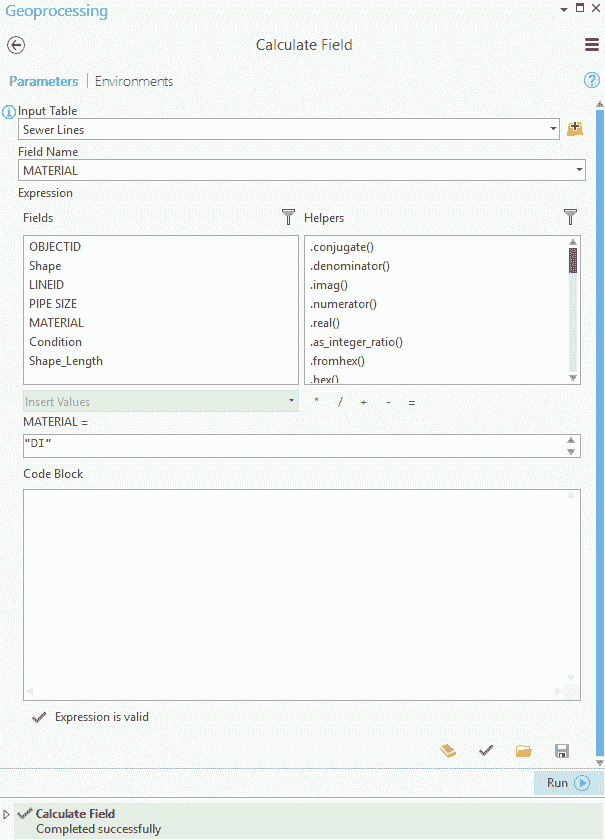 Geoprocessing
Calculate Field
Parameters | Environments
Input Table
Sewer Lines
Field Name
MATERIAL
Expression
Fields
Helpers
OBJECTID
Shape
LINEID
PIPE SIZE
MATERIAL
Condition
Shape_Length
.conjugate()
.denominator()
.imag()
.numerator()
.real()
.as_integer_ratio()
.fromhex()
.hex()
Insert Values
* / + - =
MATERIAL =
"DI"
Code Block
Expression is valid
Run
Calculate Field
Completed successfully